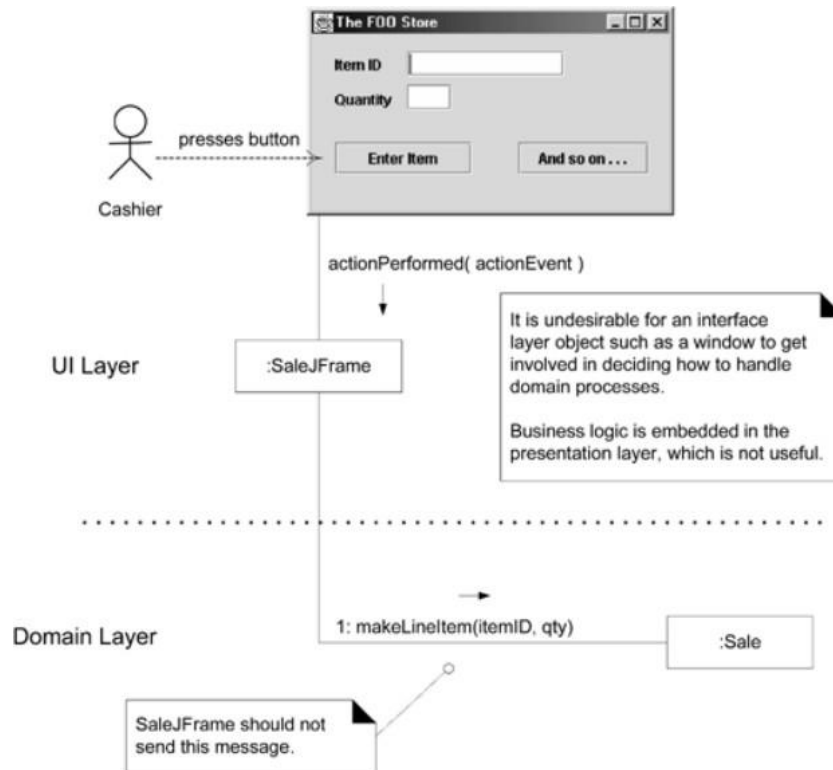 The FOO Store
Item ID
Quantity
presses button
Enter Item
And so on . . .
Cashier
actionPerformed( actionEvent )
It is undesirable for an interface
layer object such as a window to get
involved in deciding how to handle
domain processes.
Business logic is embedded in the
presentation layer, which is not useful.
UI Layer
:SaleJFrame
1: makeLineItem(itemID, qty)
Domain Layer
:Sale
SaleJFrame should not
send this message.